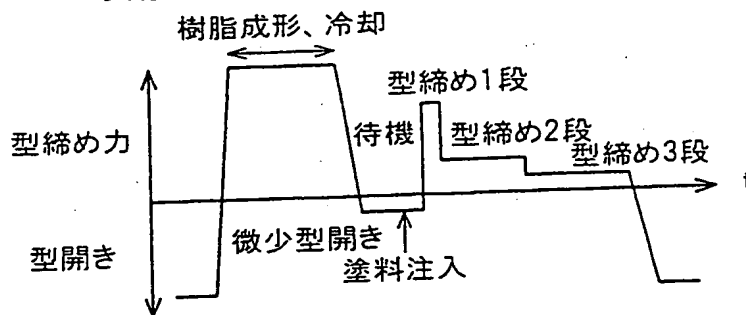 樹脂成形、冷却
型締め1段
型締め力
待機
型締め2段
型締め3段
t
微少型開き
型開き
塗料注入